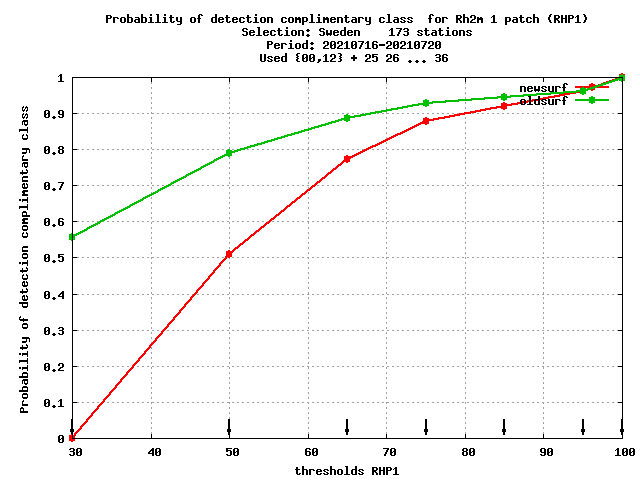 Probability of detection complimentary class  for Rh2m 1 patch (RHP1)
Selection: Sweden    173 stations
Period: 20210716-20210720
Used {00,12} + 25 26 ... 36
newsurf
oldsurf
Probability of detection complimentary class
1
0.9
0.8
0.7
0.6
0.5
0.4
0.3
0.2
0.1
0
30 40 50 60 70 80 90 100
thresholds RHP1